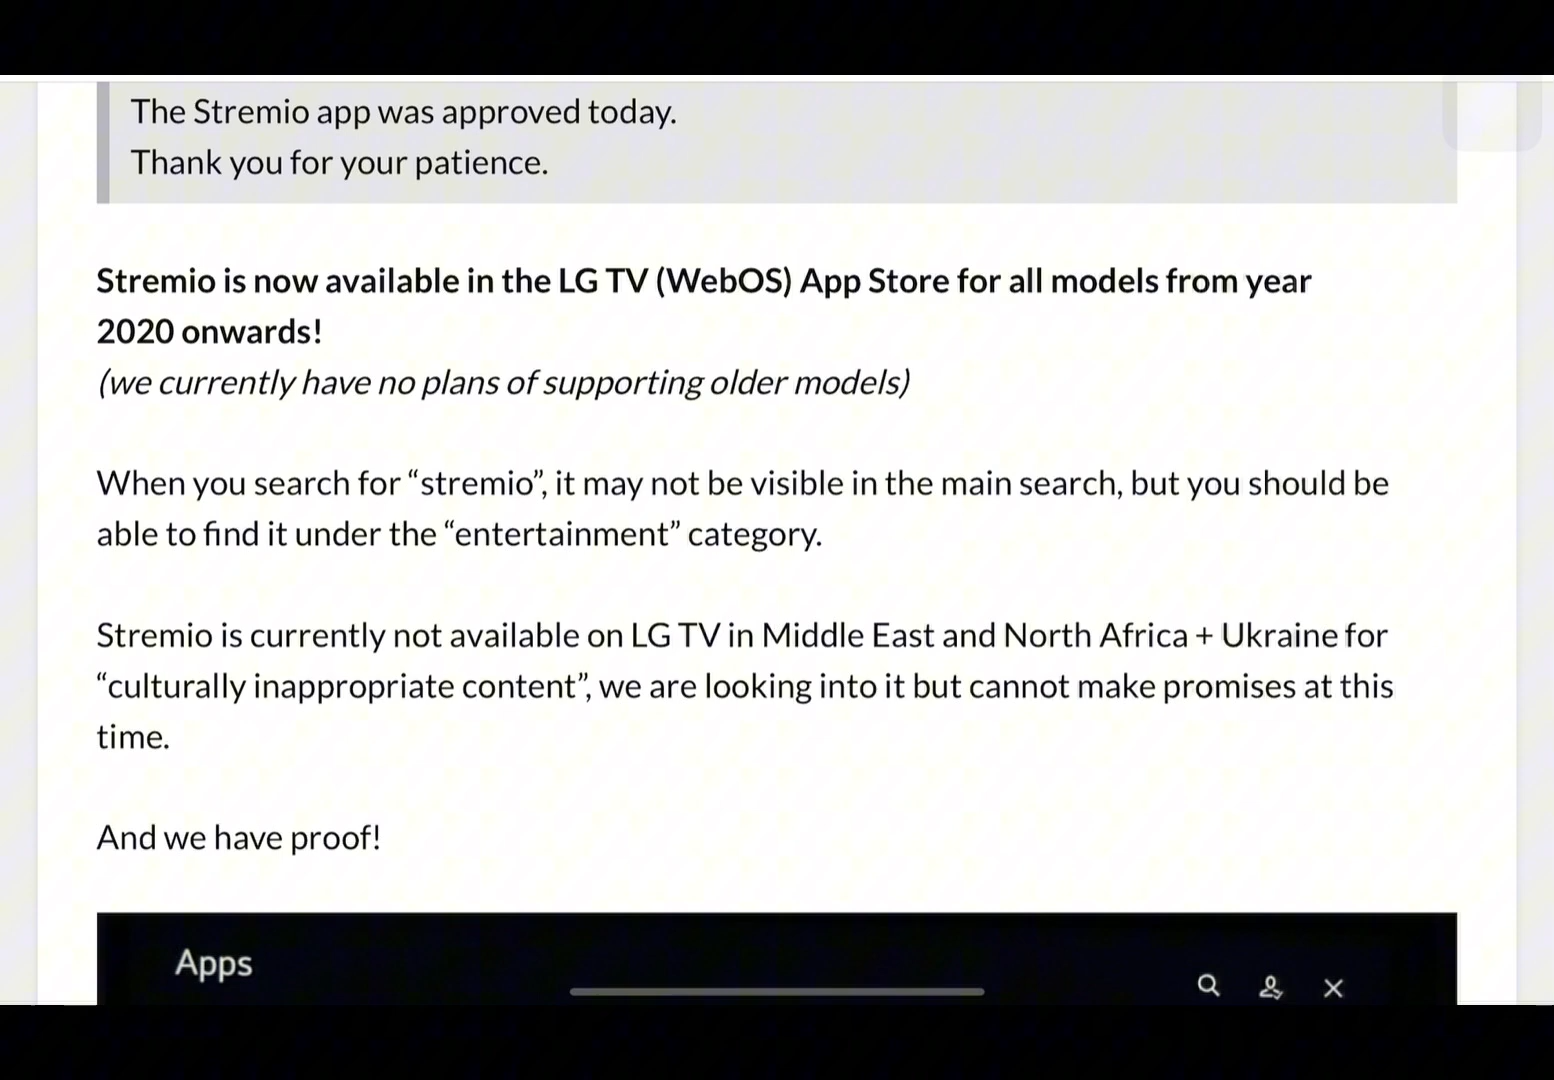 The Stremio app was approved today.
Thank you for your patience.
Stremio is now available in the LG TV (WebOS) App Store for all models from year
2020 onwards!
(we currently have no plans of supporting older models)
When you search for “stremio”, it may not be visible in the main search, but you should be
able to find it under the “entertainment” category.
Stremio is currently not available on LG TV in Middle East and North Africa + Ukraine for
“culturally inappropriate content”, we are looking into it but cannot make promises at this
time.
And we have proof!
Apps